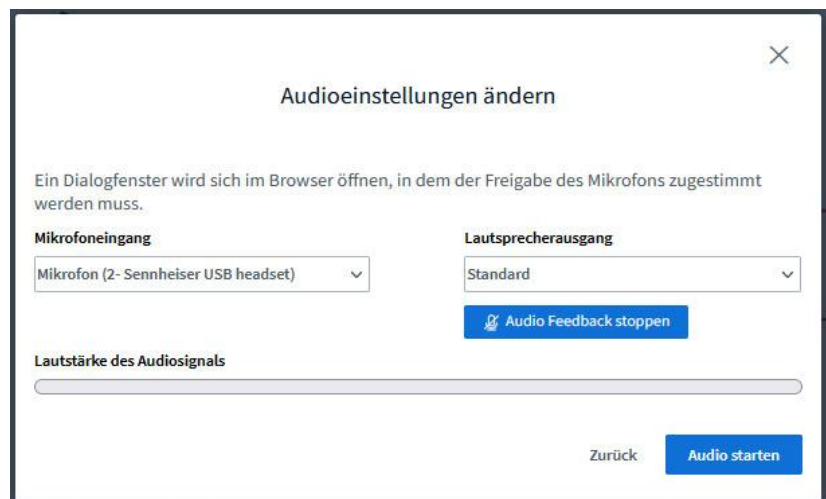 Audioeinstellungen ändern
Ein Dialogfenster wird sich im Browser öffnen, in dem der Freigabe des Mikrofons zugestimmt
werden muss.
Mikrofoneingang
Lautsprecherausgang
Mikrofon (2- Sennheiser USB headset)
Standard
Audio Feedback stoppen
Lautstärke des Audiosignals
Zurück
Audio starten